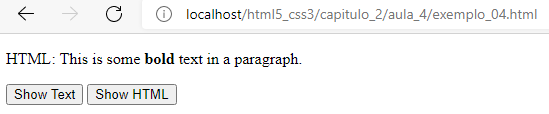 localhost/html5_css3/capitulo_2/aula_4/exemplo_04.html
HTML: This is some bold text in a paragraph.
Show Text Show HTML